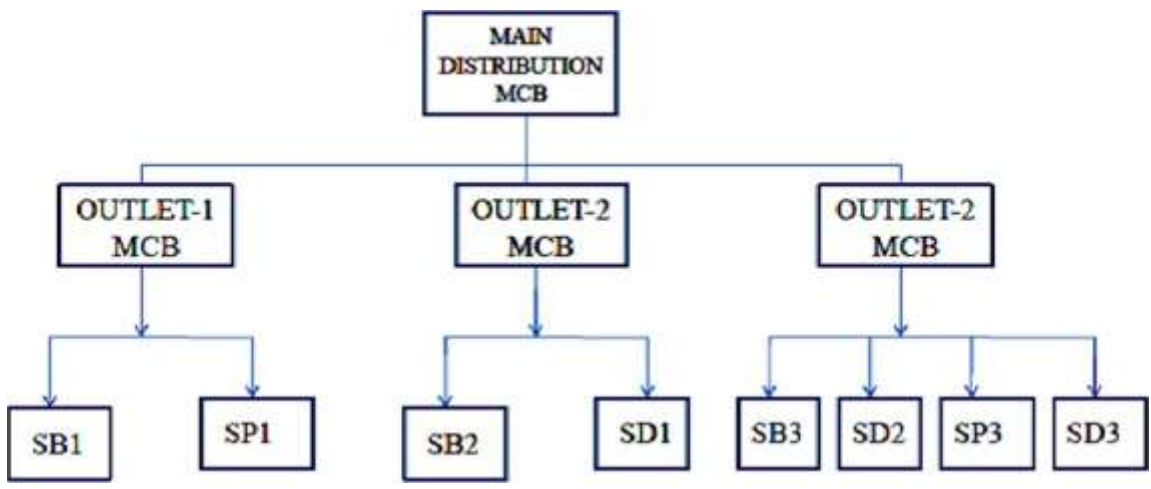 MAIN
DISTRIBUTION
MCB
OUTLET-1
MCB
OUTLET-2
MCB
OUTLET-2
MCB
SB1
SP1
SB2
SD1
SB3
SD2
SP3
SD3